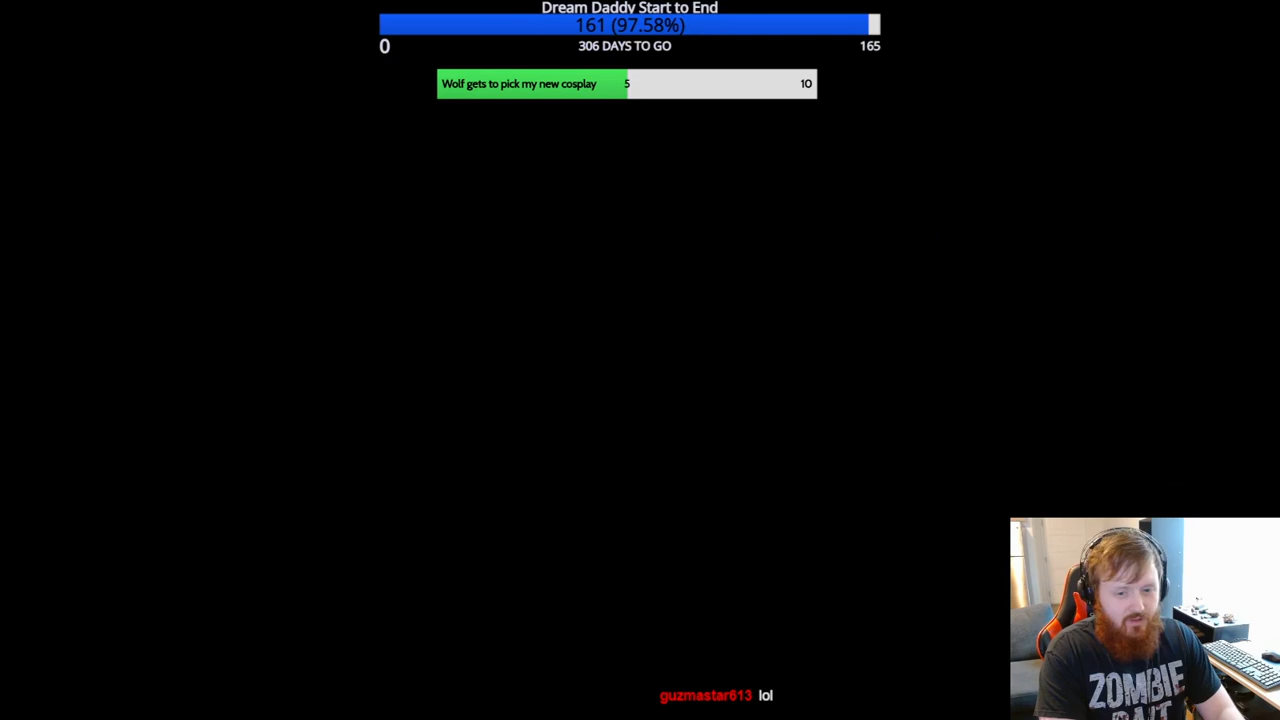 Dream Daddy Start to End
161 (97.58%)
0 306 DAYS TO GO 165
Wolf gets to pick my new cosplay 5 10
ZOMBIE
BAIT
guzmastar613 lol